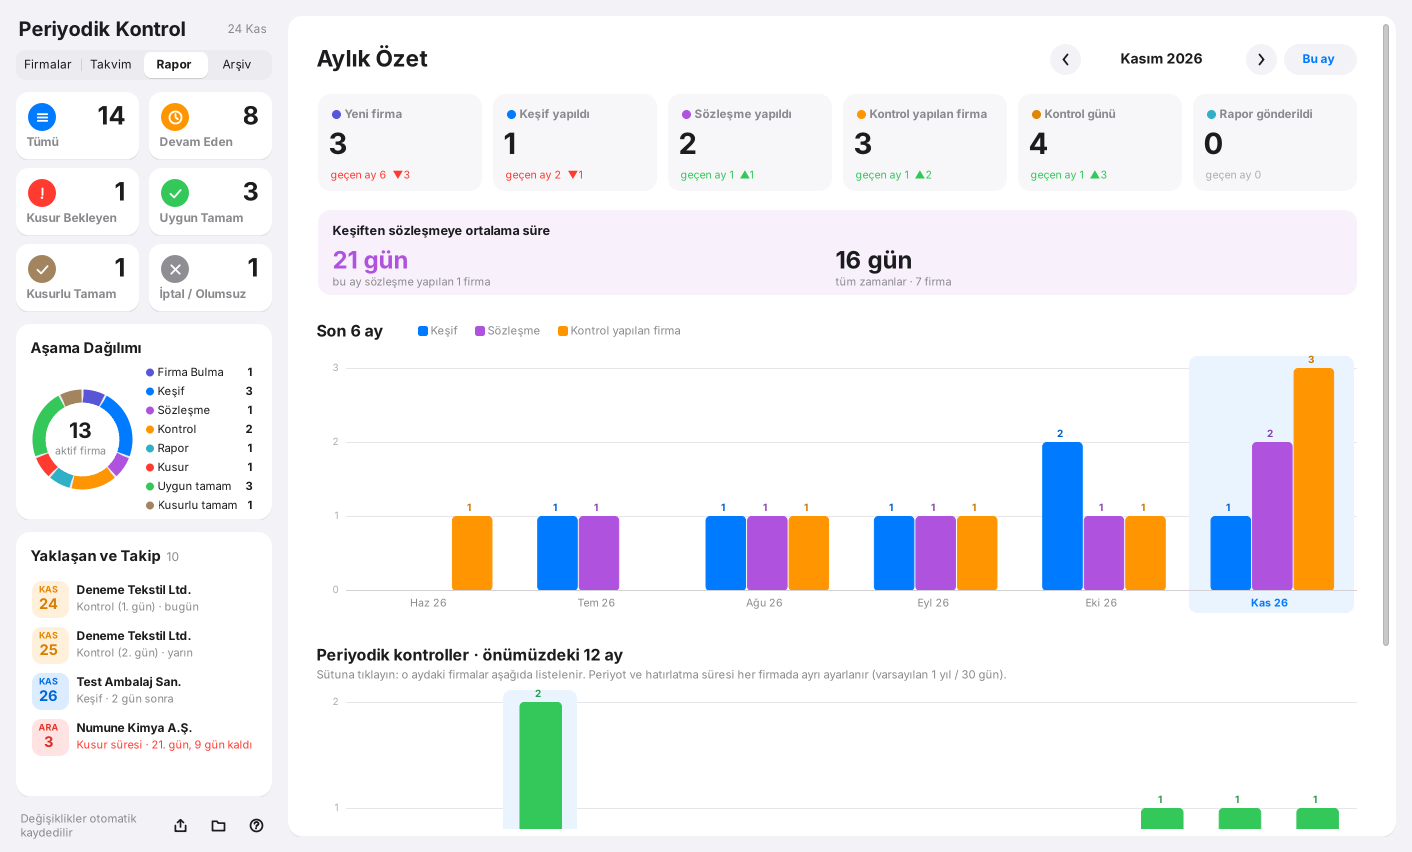 Periyodik Kontrol
24 Kas
Firmalar
Takvim
Rapor
Arşiv
14
Tümü
8
Devam Eden
1
Kusur Bekleyen
3
Uygun Tamam
1
Kusurlu Tamam
1
İptal / Olumsuz
Aşama Dağılımı
13
aktif firma
Firma Bulma 1
Keşif 3
Sözleşme 1
Kontrol 2
Rapor 1
Kusur 1
Uygun tamam 3
Kusurlu tamam 1
Yaklaşan ve Takip 10
KAS
24
Deneme Tekstil Ltd.
Kontrol (1. gün) · bugün
KAS
25
Deneme Tekstil Ltd.
Kontrol (2. gün) · yarın
KAS
26
Test Ambalaj San.
Keşif · 2 gün sonra
ARA
3
Numune Kimya A.Ş.
Kusur süresi · 21. gün, 9 gün kaldı
Değişiklikler otomatik
kaydedilir
Aylık Özet
Kasım 2026
Bu ay
Yeni firma
3
geçen ay 6 ▼3
Keşif yapıldı
1
geçen ay 2 ▼1
Sözleşme yapıldı
2
geçen ay 1 ▲1
Kontrol yapılan firma
3
geçen ay 1 ▲2
Kontrol günü
4
geçen ay 1 ▲3
Rapor gönderildi
0
geçen ay 0
Keşiften sözleşmeye ortalama süre
21 gün
bu ay sözleşme yapılan 1 firma
16 gün
tüm zamanlar · 7 firma
Son 6 ay
Keşif
Sözleşme
Kontrol yapılan firma
3
2
1
0
1
1 1
1 1 1
1 1 1
2 1 1
1 2 3
Haz 26
Tem 26
Ağu 26
Eyl 26
Eki 26
Kas 26
Periyodik kontroller · önümüzdeki 12 ay
Sütuna tıklayın: o aydaki firmalar aşağıda listelenir. Periyot ve hatırlatma süresi her firmada ayrı ayarlanır (varsayılan 1 yıl / 30 gün).
2
1
2
1
1
1